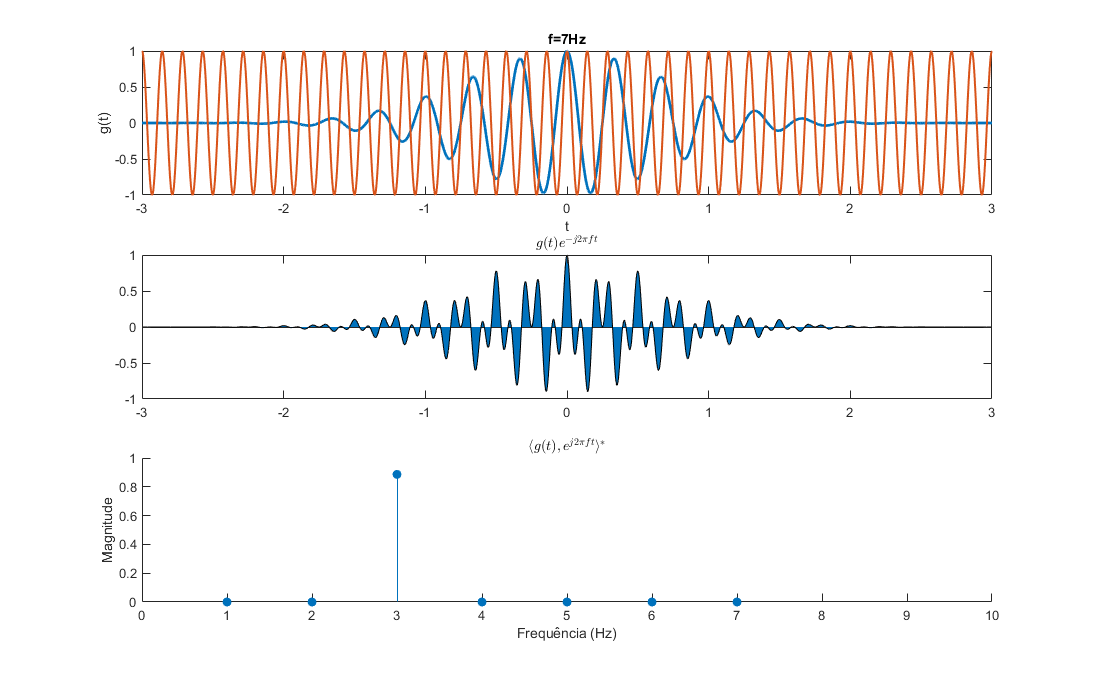 f=7Hz
1
0.5
0
-0.5
-1
g(t)
-3 -2 -1 0 1 2 3
t
g(t)e^{-j2πft}
1
0.5
0
-0.5
-1
-3 -2 -1 0 1 2 3
⟨g(t), e^{j2πft}⟩*
1
0.8
0.6
0.4
0.2
0
Magnitude
0 1 2 3 4 5 6 7 8 9 10
Frequência (Hz)